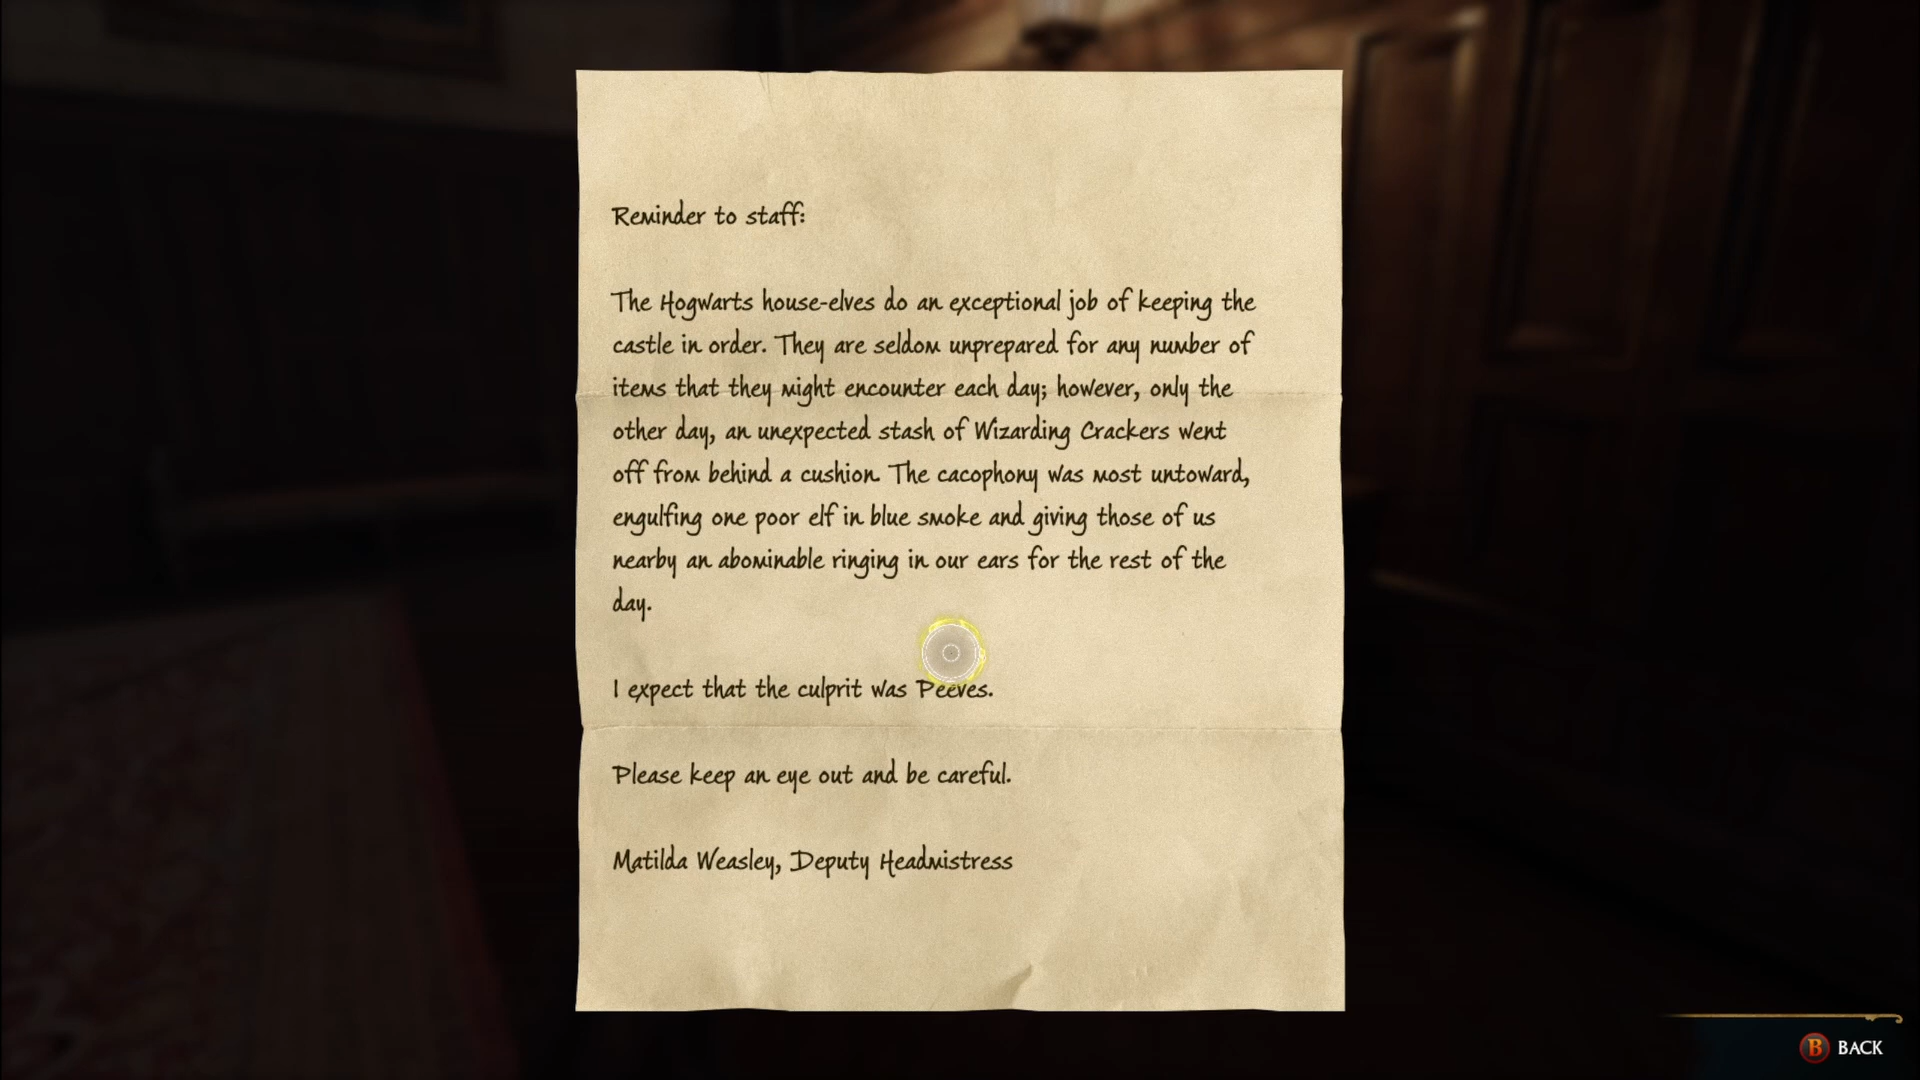 Reminder to staff:
The Hogwarts house-elves do an exceptional job of keeping the
castle in order. They are seldom unprepared for any number of
items that they might encounter each day; however, only the
other day, an unexpected stash of Wizarding Crackers went
off from behind a cushion. The cacophony was most untoward,
engulfing one poor elf in blue smoke and giving those of us
nearby an abominable ringing in our ears for the rest of the
day.
I expect that the culprit was Peeves.
Please keep an eye out and be careful.
Matilda Weasley, Deputy Headmistress
B BACK